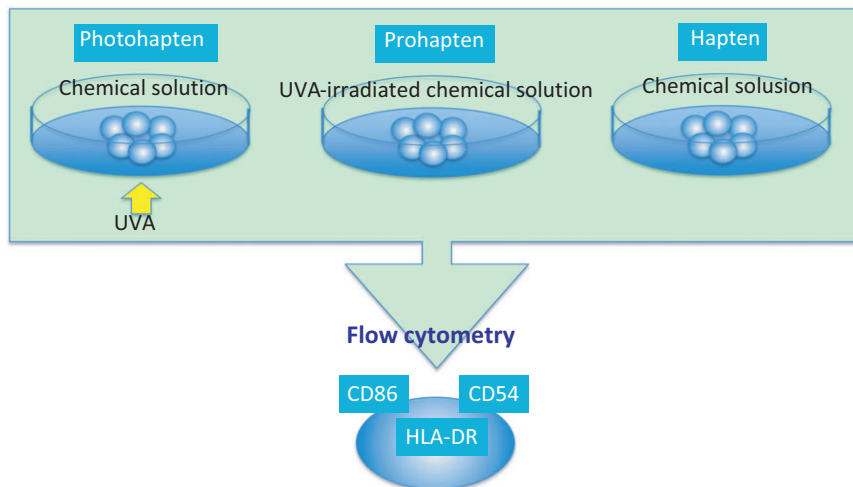 Photohapten
Prohapten
Hapten
Chemical solution
UVA-irradiated chemical solution
Chemical solusion
UVA
Flow cytometry
CD86
CD54
HLA-DR